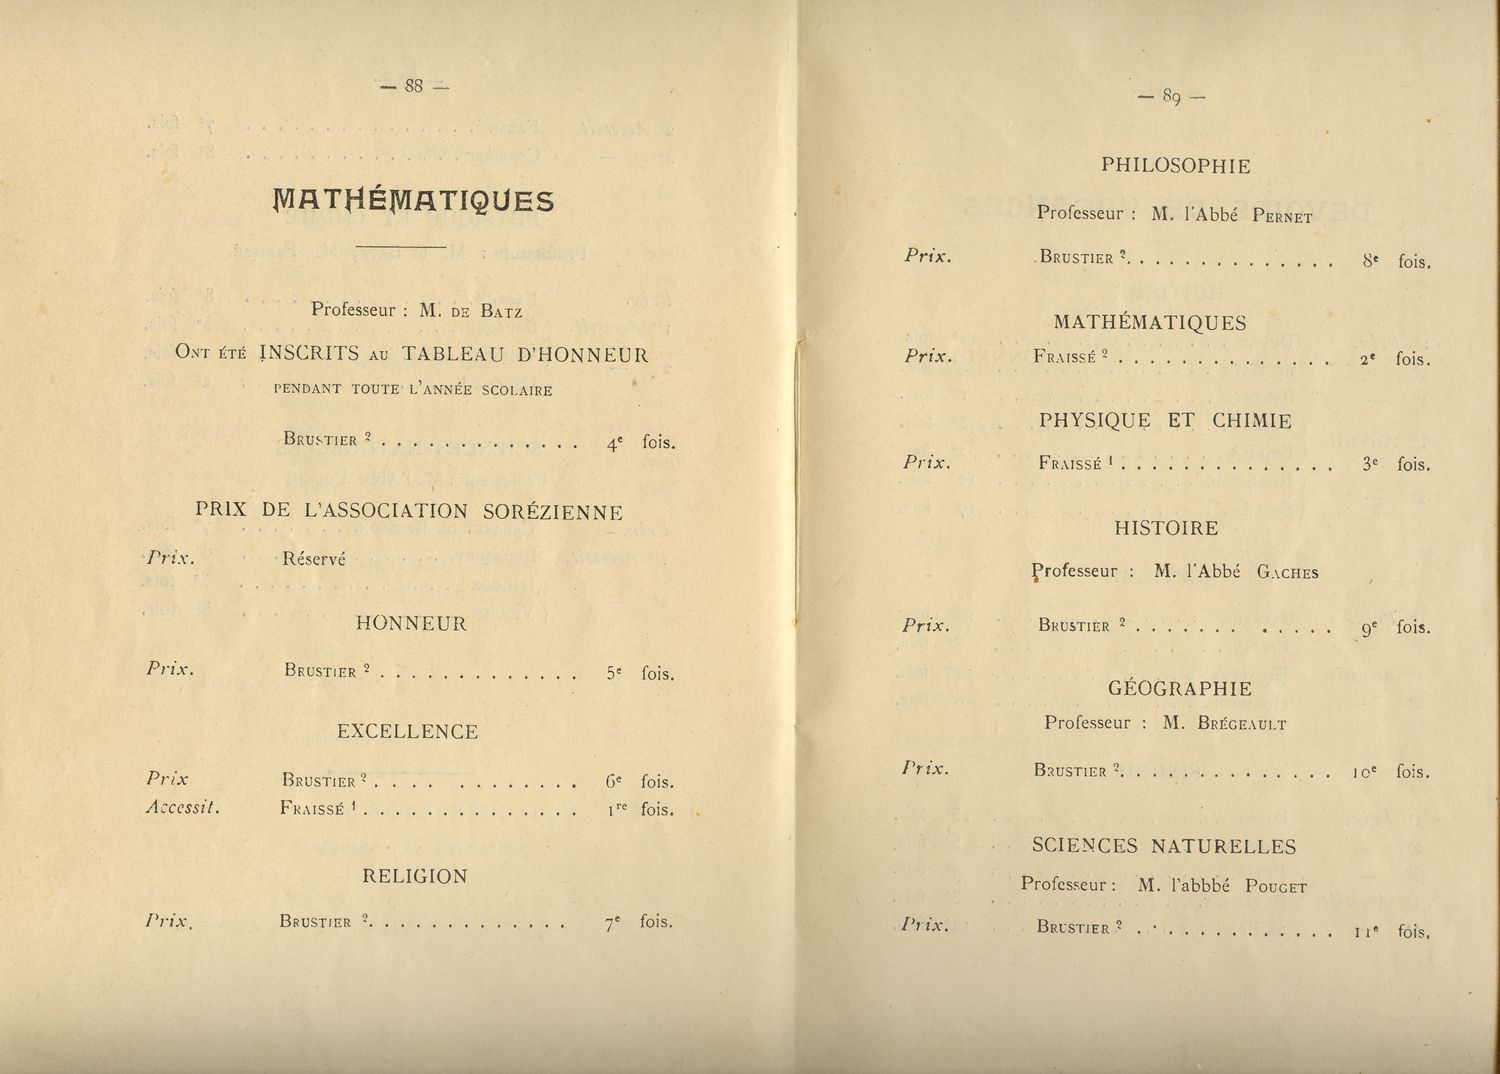 — 88 —
MATHÉMATIQUES
Professeur : M. DE BATZ
ONT ÉTÉ INSCRITS AU TABLEAU D'HONNEUR
PENDANT TOUTE L'ANNÉE SCOLAIRE
BRUSTIER 2 . . . . . . . . . . . . . 4e fois.
PRIX DE L'ASSOCIATION SORÉZIENNE
Prix. Réservé
HONNEUR
Prix. BRUSTIER 2 . . . . . . . . . . . . . 5e fois.
EXCELLENCE
Prix BRUSTIER 2 . . . . . . . . . . . . 6e fois.
Accessit. FRAISSÉ 1 . . . . . . . . . . . . . . 1re fois.
RELIGION
Prix. BRUSTIER 2. . . . . . . . . . . . . 7e fois.
— 89 —
PHILOSOPHIE
Professeur : M. l'Abbé PERNET
Prix. BRUSTIER 2. . . . . . . . . . . . . . 8e fois.
MATHÉMATIQUES
Prix. FRAISSÉ 2 . . . . . . . . . . . . . . 2e fois.
PHYSIQUE ET CHIMIE
Prix. FRAISSÉ 1 . . . . . . . . . . . . . . 3e fois.
HISTOIRE
Professeur : M. l'Abbé GACHES
Prix. BRUSTIER 2 . . . . . . . . . . . . 9e fois.
GÉOGRAPHIE
Professeur : M. BRÉGEAULT
Prix. BRUSTIER 2. . . . . . . . . . . . . . 10e fois.
SCIENCES NATURELLES
Professeur : M. l'abbbé POUGET
Prix. BRUSTIER 2 . . . . . . . . . . . . . 11e fois.